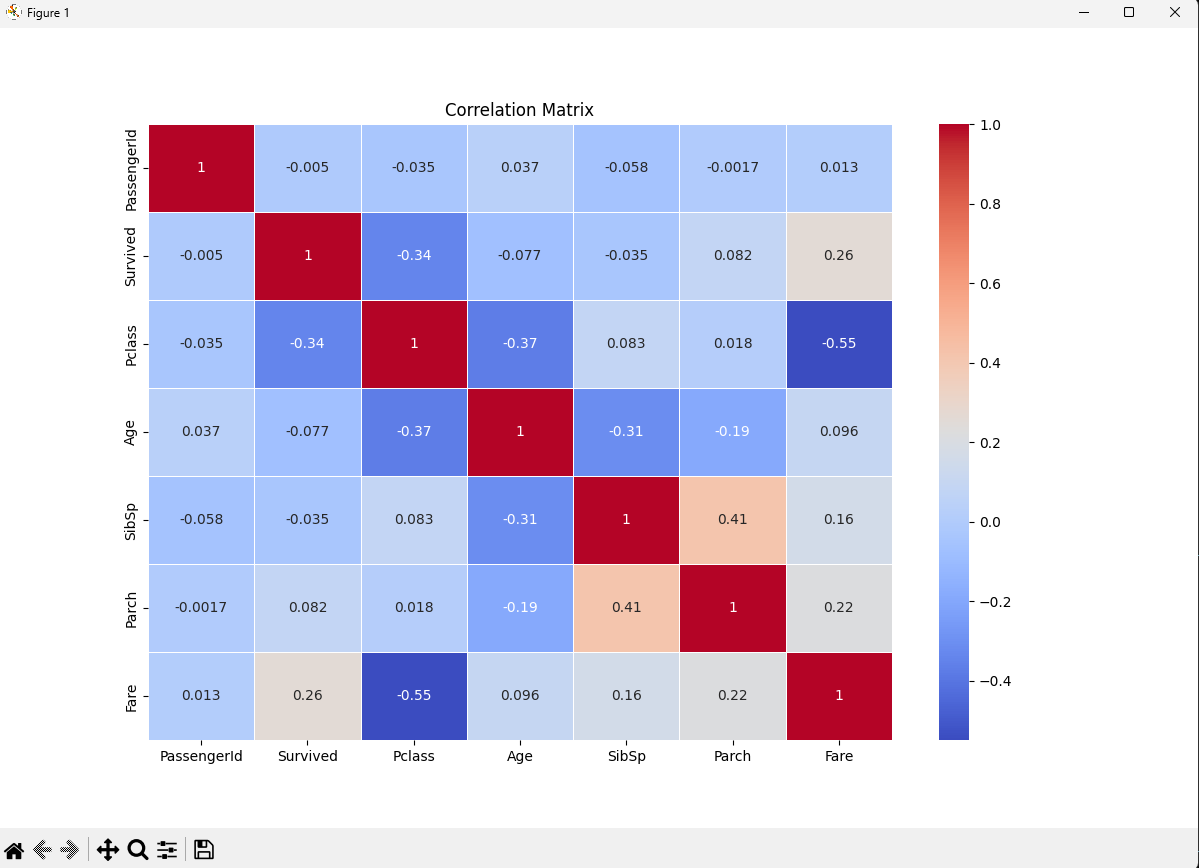 Figure 1
Correlation Matrix
PassengerId 1 -0.005 -0.035 0.037 -0.058 -0.0017 0.013
Survived -0.005 1 -0.34 -0.077 -0.035 0.082 0.26
Pclass -0.035 -0.34 1 -0.37 0.083 0.018 -0.55
Age 0.037 -0.077 -0.37 1 -0.31 -0.19 0.096
SibSp -0.058 -0.035 0.083 -0.31 1 0.41 0.16
Parch -0.0017 0.082 0.018 -0.19 0.41 1 0.22
Fare 0.013 0.26 -0.55 0.096 0.16 0.22 1
PassengerId Survived Pclass Age SibSp Parch Fare
1.0
0.8
0.6
0.4
0.2
0.0
−0.2
−0.4